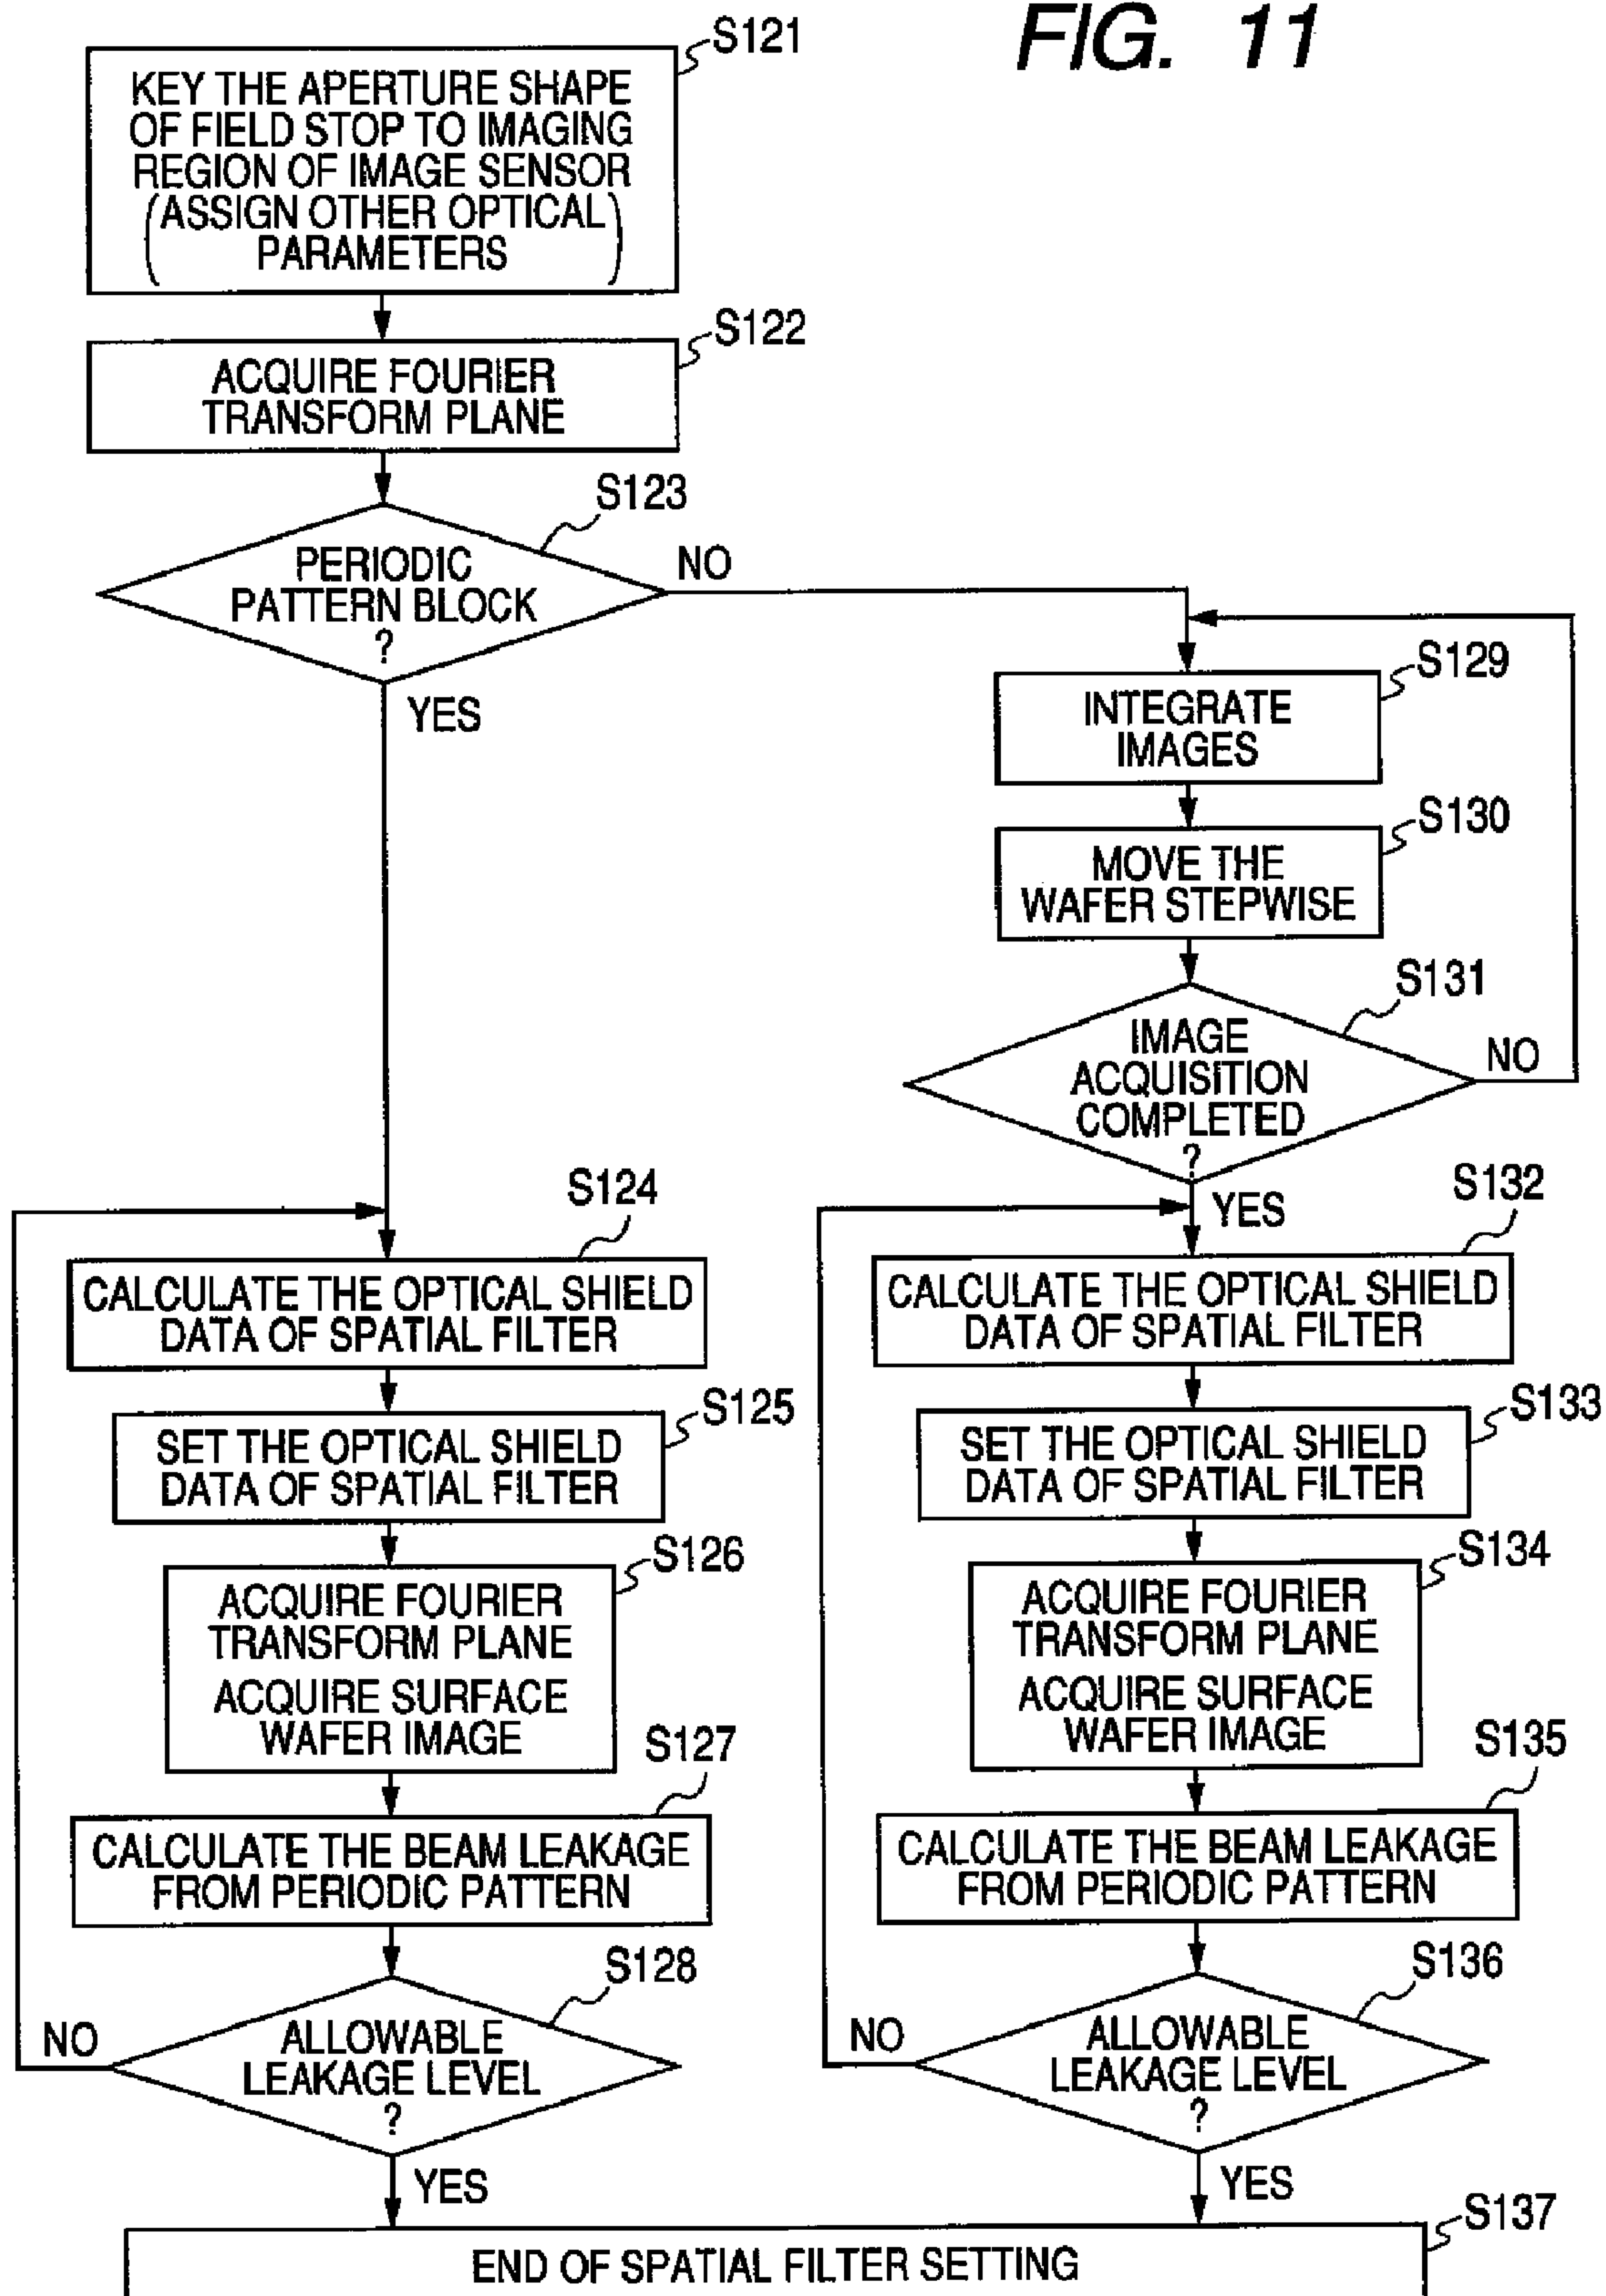 FIG. 11
S121
KEY THE APERTURE SHAPE
OF FIELD STOP TO IMAGING
REGION OF IMAGE SENSOR
(ASSIGN OTHER OPTICAL
PARAMETERS)
S122
ACQUIRE FOURIER
TRANSFORM PLANE
S123
PERIODIC
PATTERN BLOCK
?
NO
YES
S129
INTEGRATE
IMAGES
S130
MOVE THE
WAFER STEPWISE
S131
IMAGE
ACQUISITION
COMPLETED
?
NO
YES
S124
CALCULATE THE OPTICAL SHIELD
DATA OF SPATIAL FILTER
S125
SET THE OPTICAL SHIELD
DATA OF SPATIAL FILTER
S126
ACQUIRE FOURIER
TRANSFORM PLANE
ACQUIRE SURFACE
WAFER IMAGE
S127
CALCULATE THE BEAM LEAKAGE
FROM PERIODIC PATTERN
S128
ALLOWABLE
LEAKAGE LEVEL
?
NO
YES
S132
CALCULATE THE OPTICAL SHIELD
DATA OF SPATIAL FILTER
S133
SET THE OPTICAL SHIELD
DATA OF SPATIAL FILTER
S134
ACQUIRE FOURIER
TRANSFORM PLANE
ACQUIRE SURFACE
WAFER IMAGE
S135
CALCULATE THE BEAM LEAKAGE
FROM PERIODIC PATTERN
S136
ALLOWABLE
LEAKAGE LEVEL
?
NO
YES
S137
END OF SPATIAL FILTER SETTING